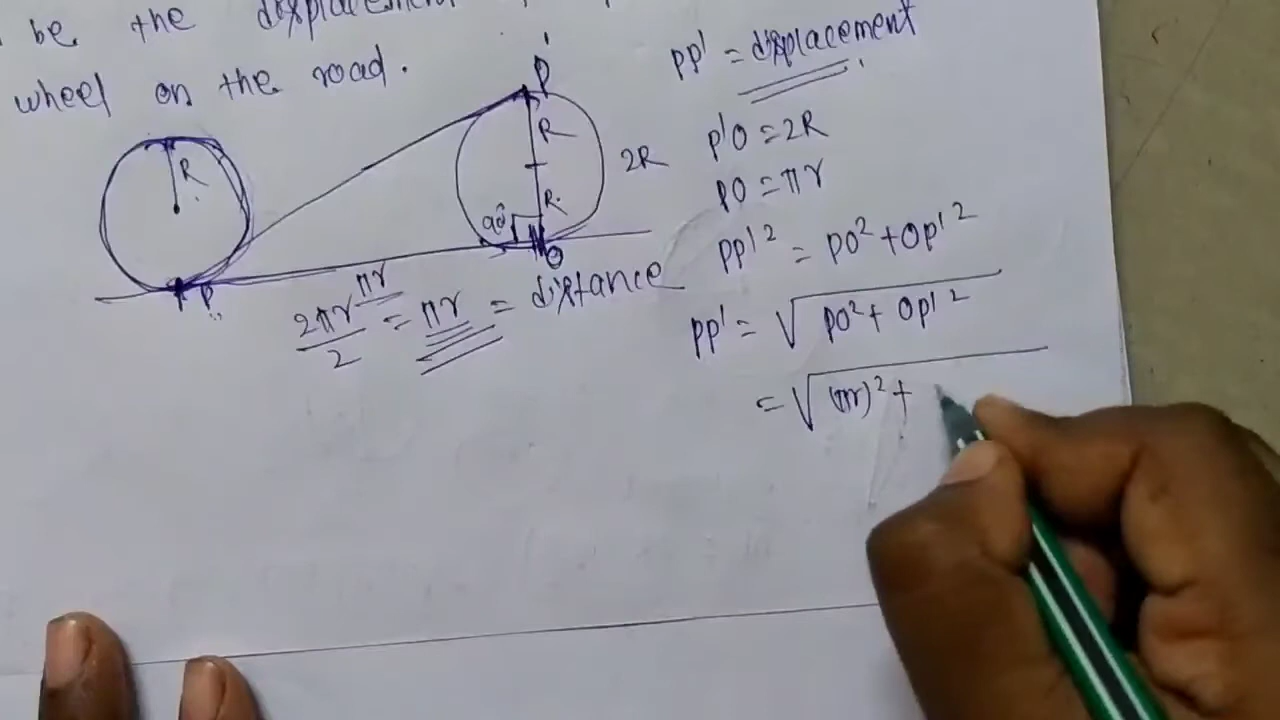 be the displacement
wheel on the road.
P'
R
R
2R
R.
90°
O
P
πr
2πr/2 = πr = distance
PP' = displacement
P'O = 2R
PO = πr
PP'² = PO² + OP'²
PP' = √PO² + OP'²
= √(πr)² +